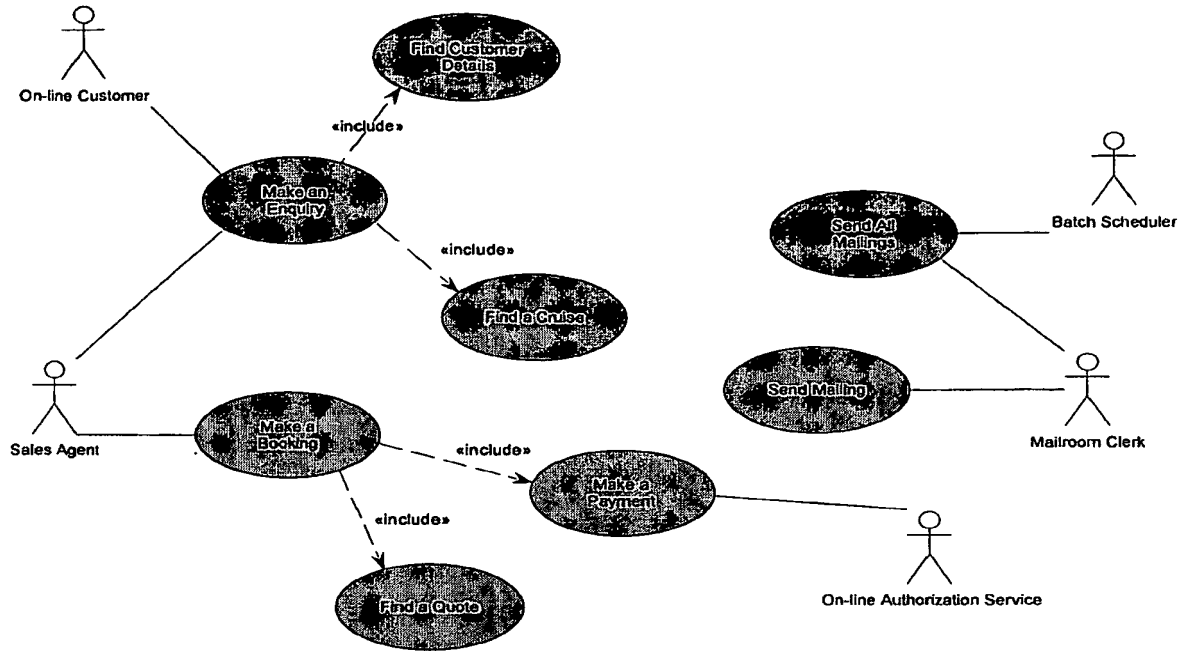 Find Customer
Details
On-line Customer
«include»
Make an
Enquiry
Send All
Mailings
Batch Scheduler
«include»
Find a Cruise
Send Mailing
Sales Agent
Make a
Booking
Mailroom Clerk
«include»
Make a
Payment
«include»
Find a Quote
On-line Authorization Service